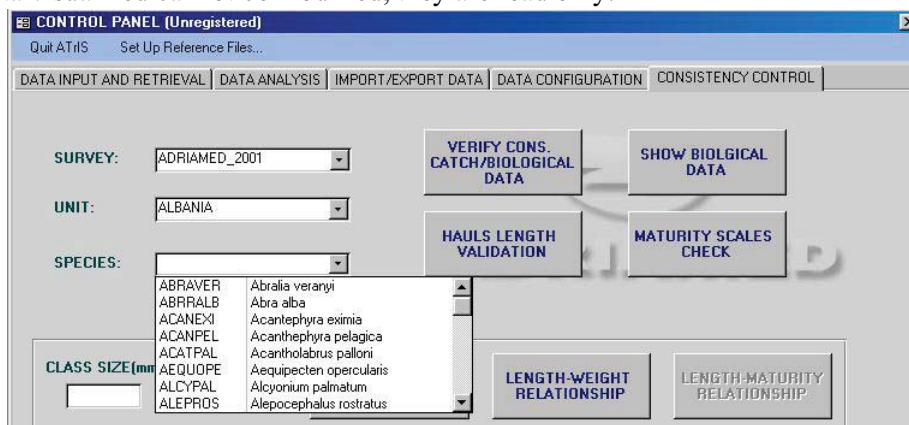 CONTROL PANEL (Unregistered)
Quit ATrIS Set Up Reference Files...
DATA INPUT AND RETRIEVAL DATA ANALYSIS IMPORT/EXPORT DATA DATA CONFIGURATION CONSISTENCY CONTROL
SURVEY: ADRIAMED_2001
UNIT: ALBANIA
SPECIES:
ABRAVER Abralia veranyi
ABRRALB Abra alba
ACANEXI Acantephyra eximia
ACANPEL Acanthephyra pelagica
ACATPAL Acantholabrus palloni
AEQUOPE Aequipecten opercularis
ALCYPAL Alcyonium palmatum
ALEPROS Alepocephalus rostratus
VERIFY CONS.
CATCH/BIOLOGICAL
DATA
SHOW BIOLGICAL
DATA
HAULS LENGTH
VALIDATION
MATURITY SCALES
CHECK
CLASS SIZE(mm
LENGTH-WEIGHT
RELATIONSHIP
LENGTH-MATURITY
RELATIONSHIP